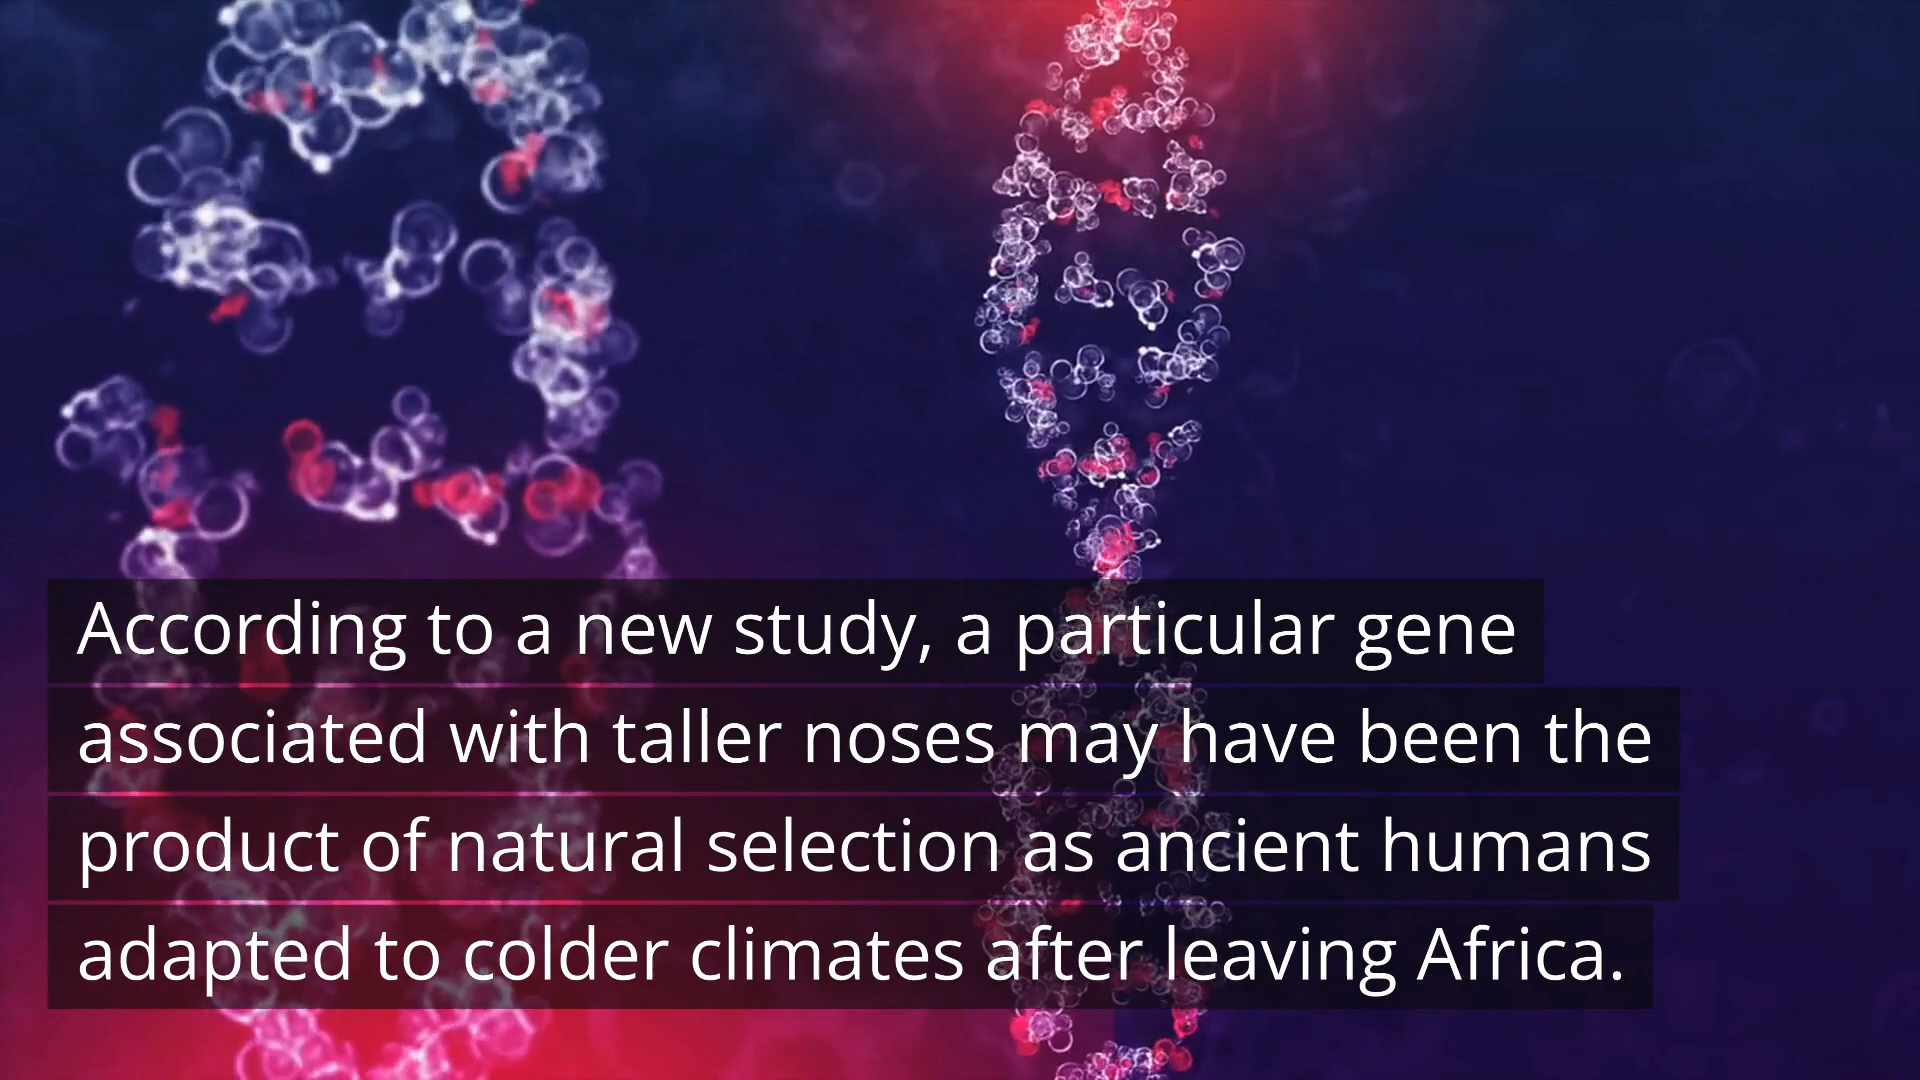 According to a new study, a particular gene
associated with taller noses may have been the
product of natural selection as ancient humans
adapted to colder climates after leaving Africa.